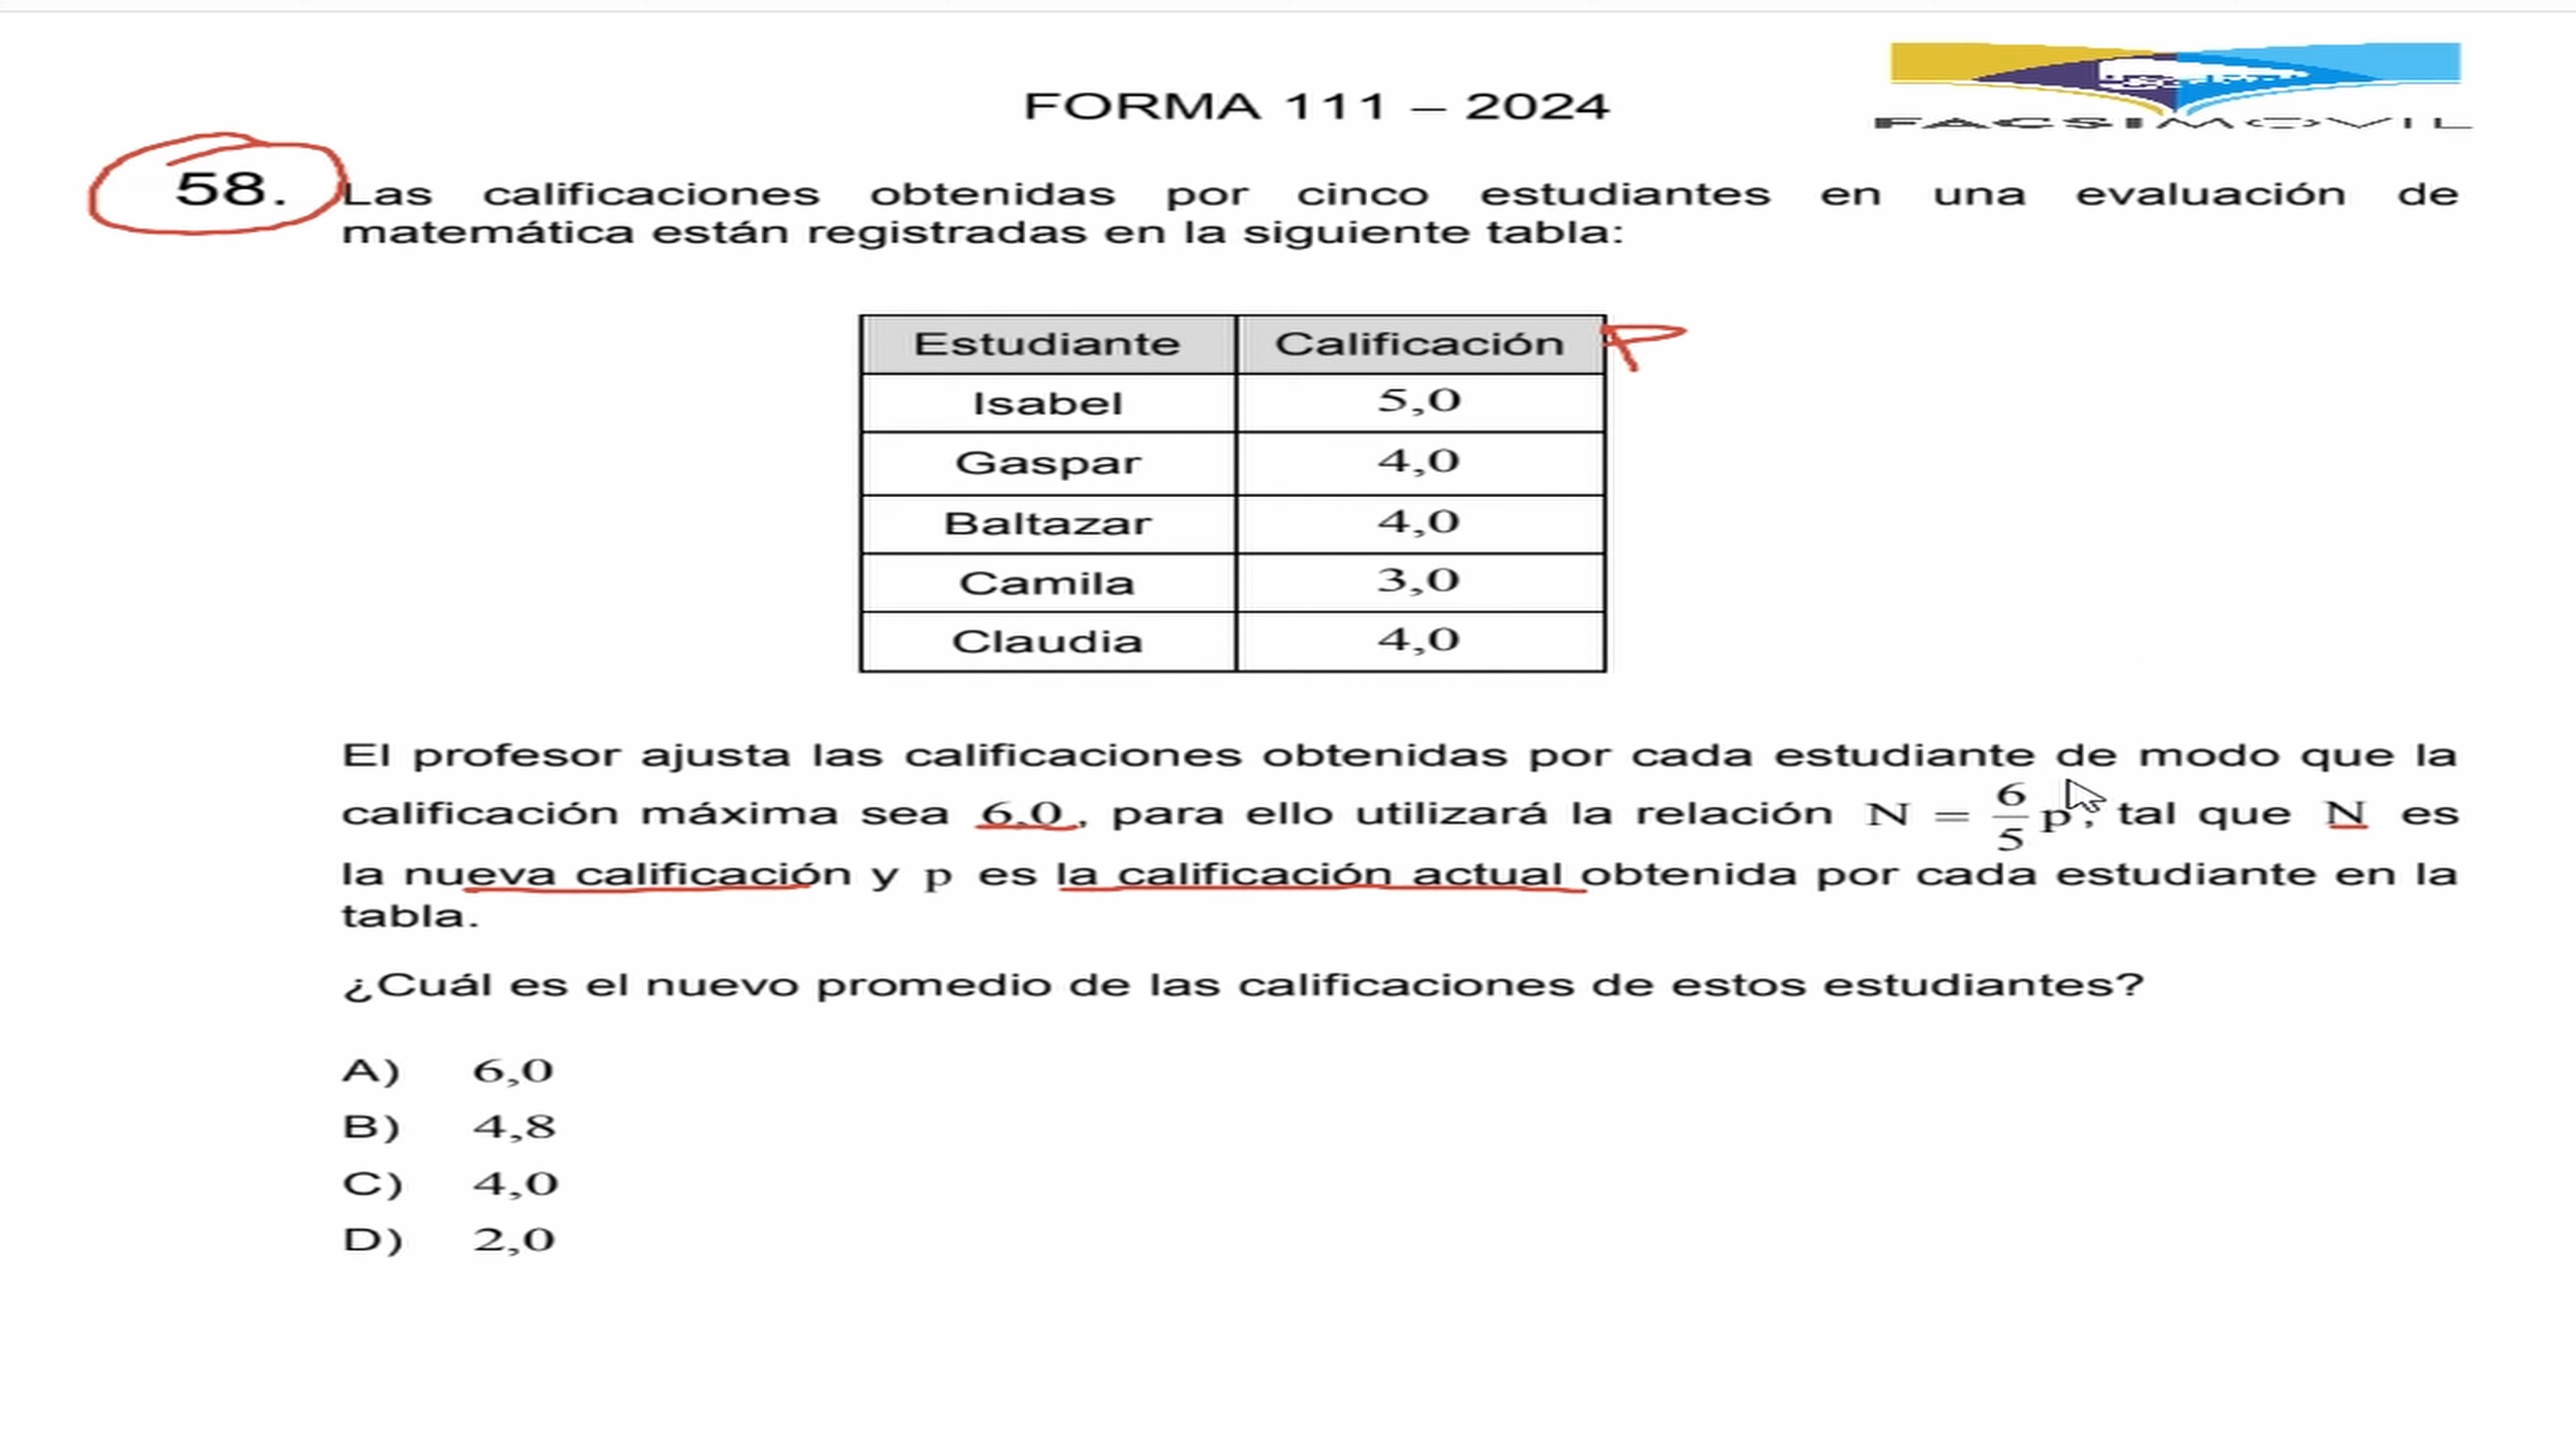 FORMA 111 – 2024
FACSIMOVIL
58. Las calificaciones obtenidas por cinco estudiantes en una evaluación de
matemática están registradas en la siguiente tabla:
Estudiante Calificación P
Isabel 5,0
Gaspar 4,0
Baltazar 4,0
Camila 3,0
Claudia 4,0
El profesor ajusta las calificaciones obtenidas por cada estudiante de modo que la
calificación máxima sea 6,0, para ello utilizará la relación N = 6/5 p, tal que N es
la nueva calificación y p es la calificación actual obtenida por cada estudiante en la
tabla.
¿Cuál es el nuevo promedio de las calificaciones de estos estudiantes?
A) 6,0
B) 4,8
C) 4,0
D) 2,0